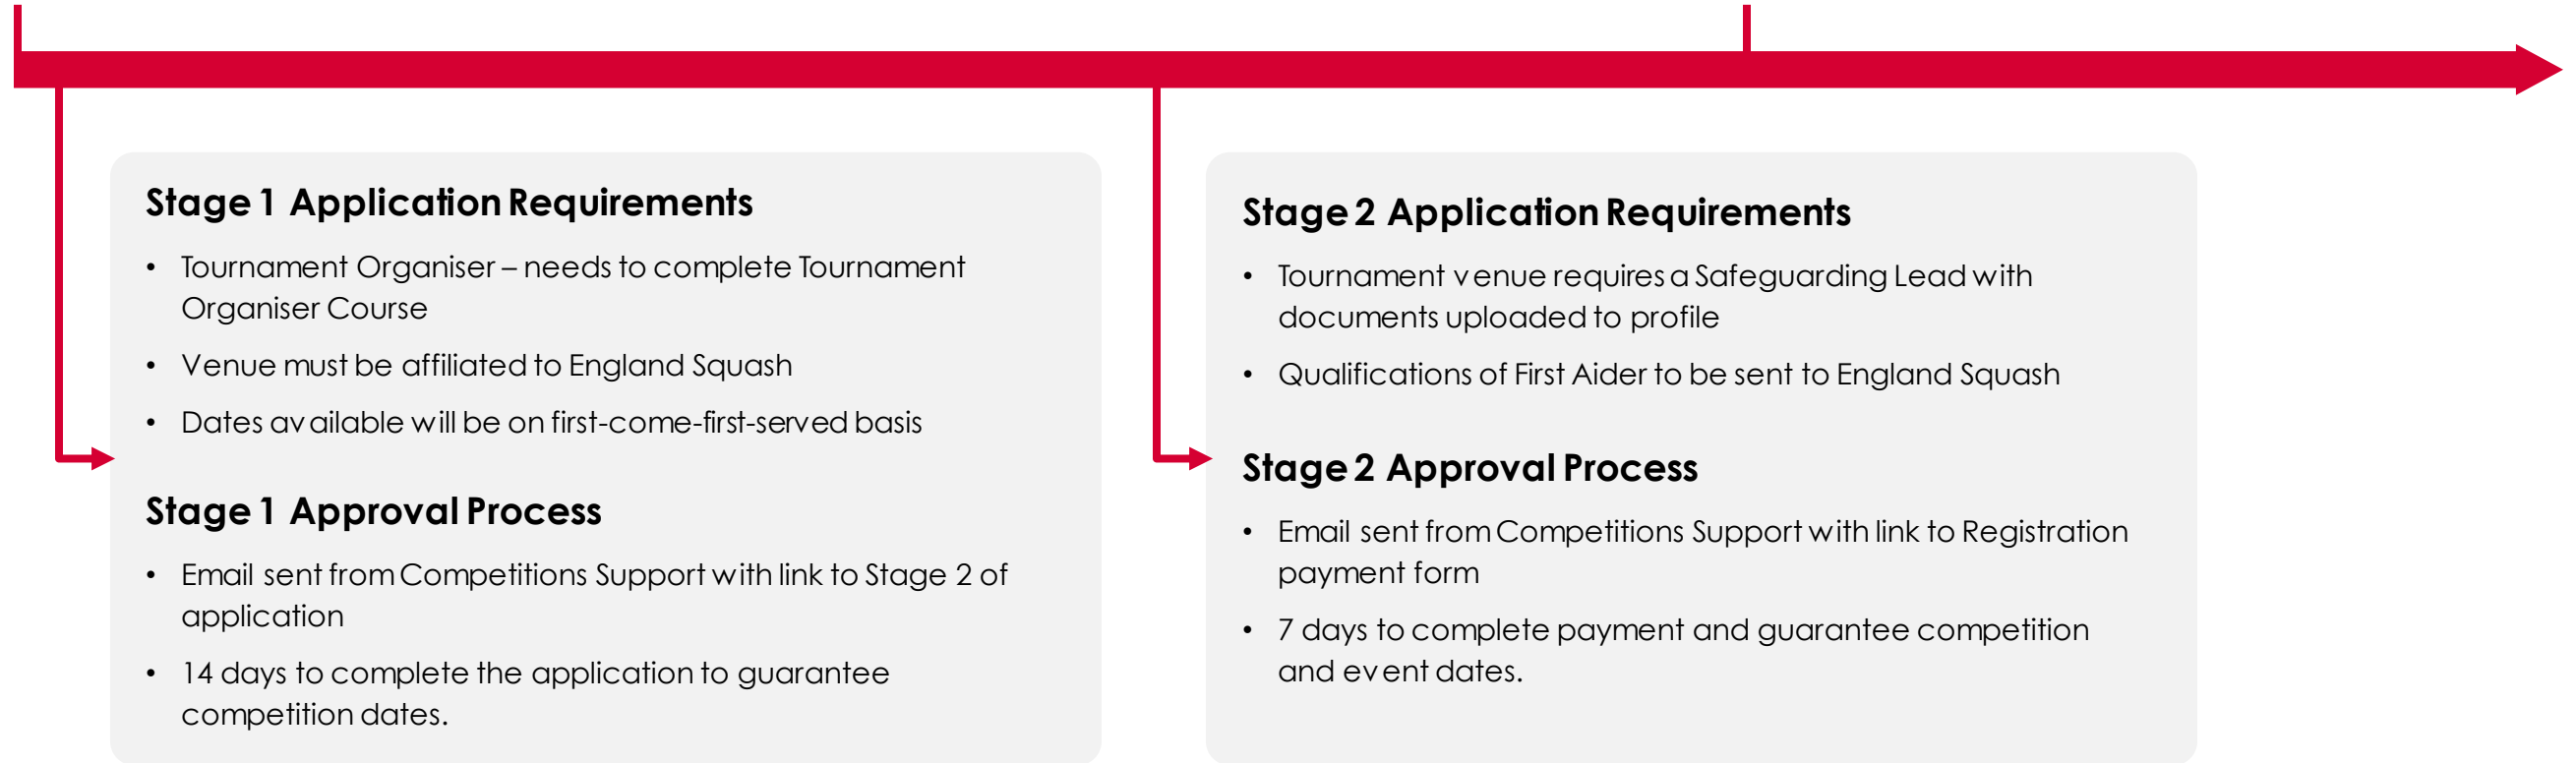 Stage 1 Application Requirements
• Tournament Organiser – needs to complete Tournament
Organiser Course
• Venue must be affiliated to England Squash
• Dates available will be on first-come-first-served basis
Stage 1 Approval Process
• Email sent from Competitions Support with link to Stage 2 of
application
• 14 days to complete the application to guarantee
competition dates.
Stage 2 Application Requirements
• Tournament venue requires a Safeguarding Lead with
documents uploaded to profile
• Qualifications of First Aider to be sent to England Squash
Stage 2 Approval Process
• Email sent from Competitions Support with link to Registration
payment form
• 7 days to complete payment and guarantee competition
and event dates.